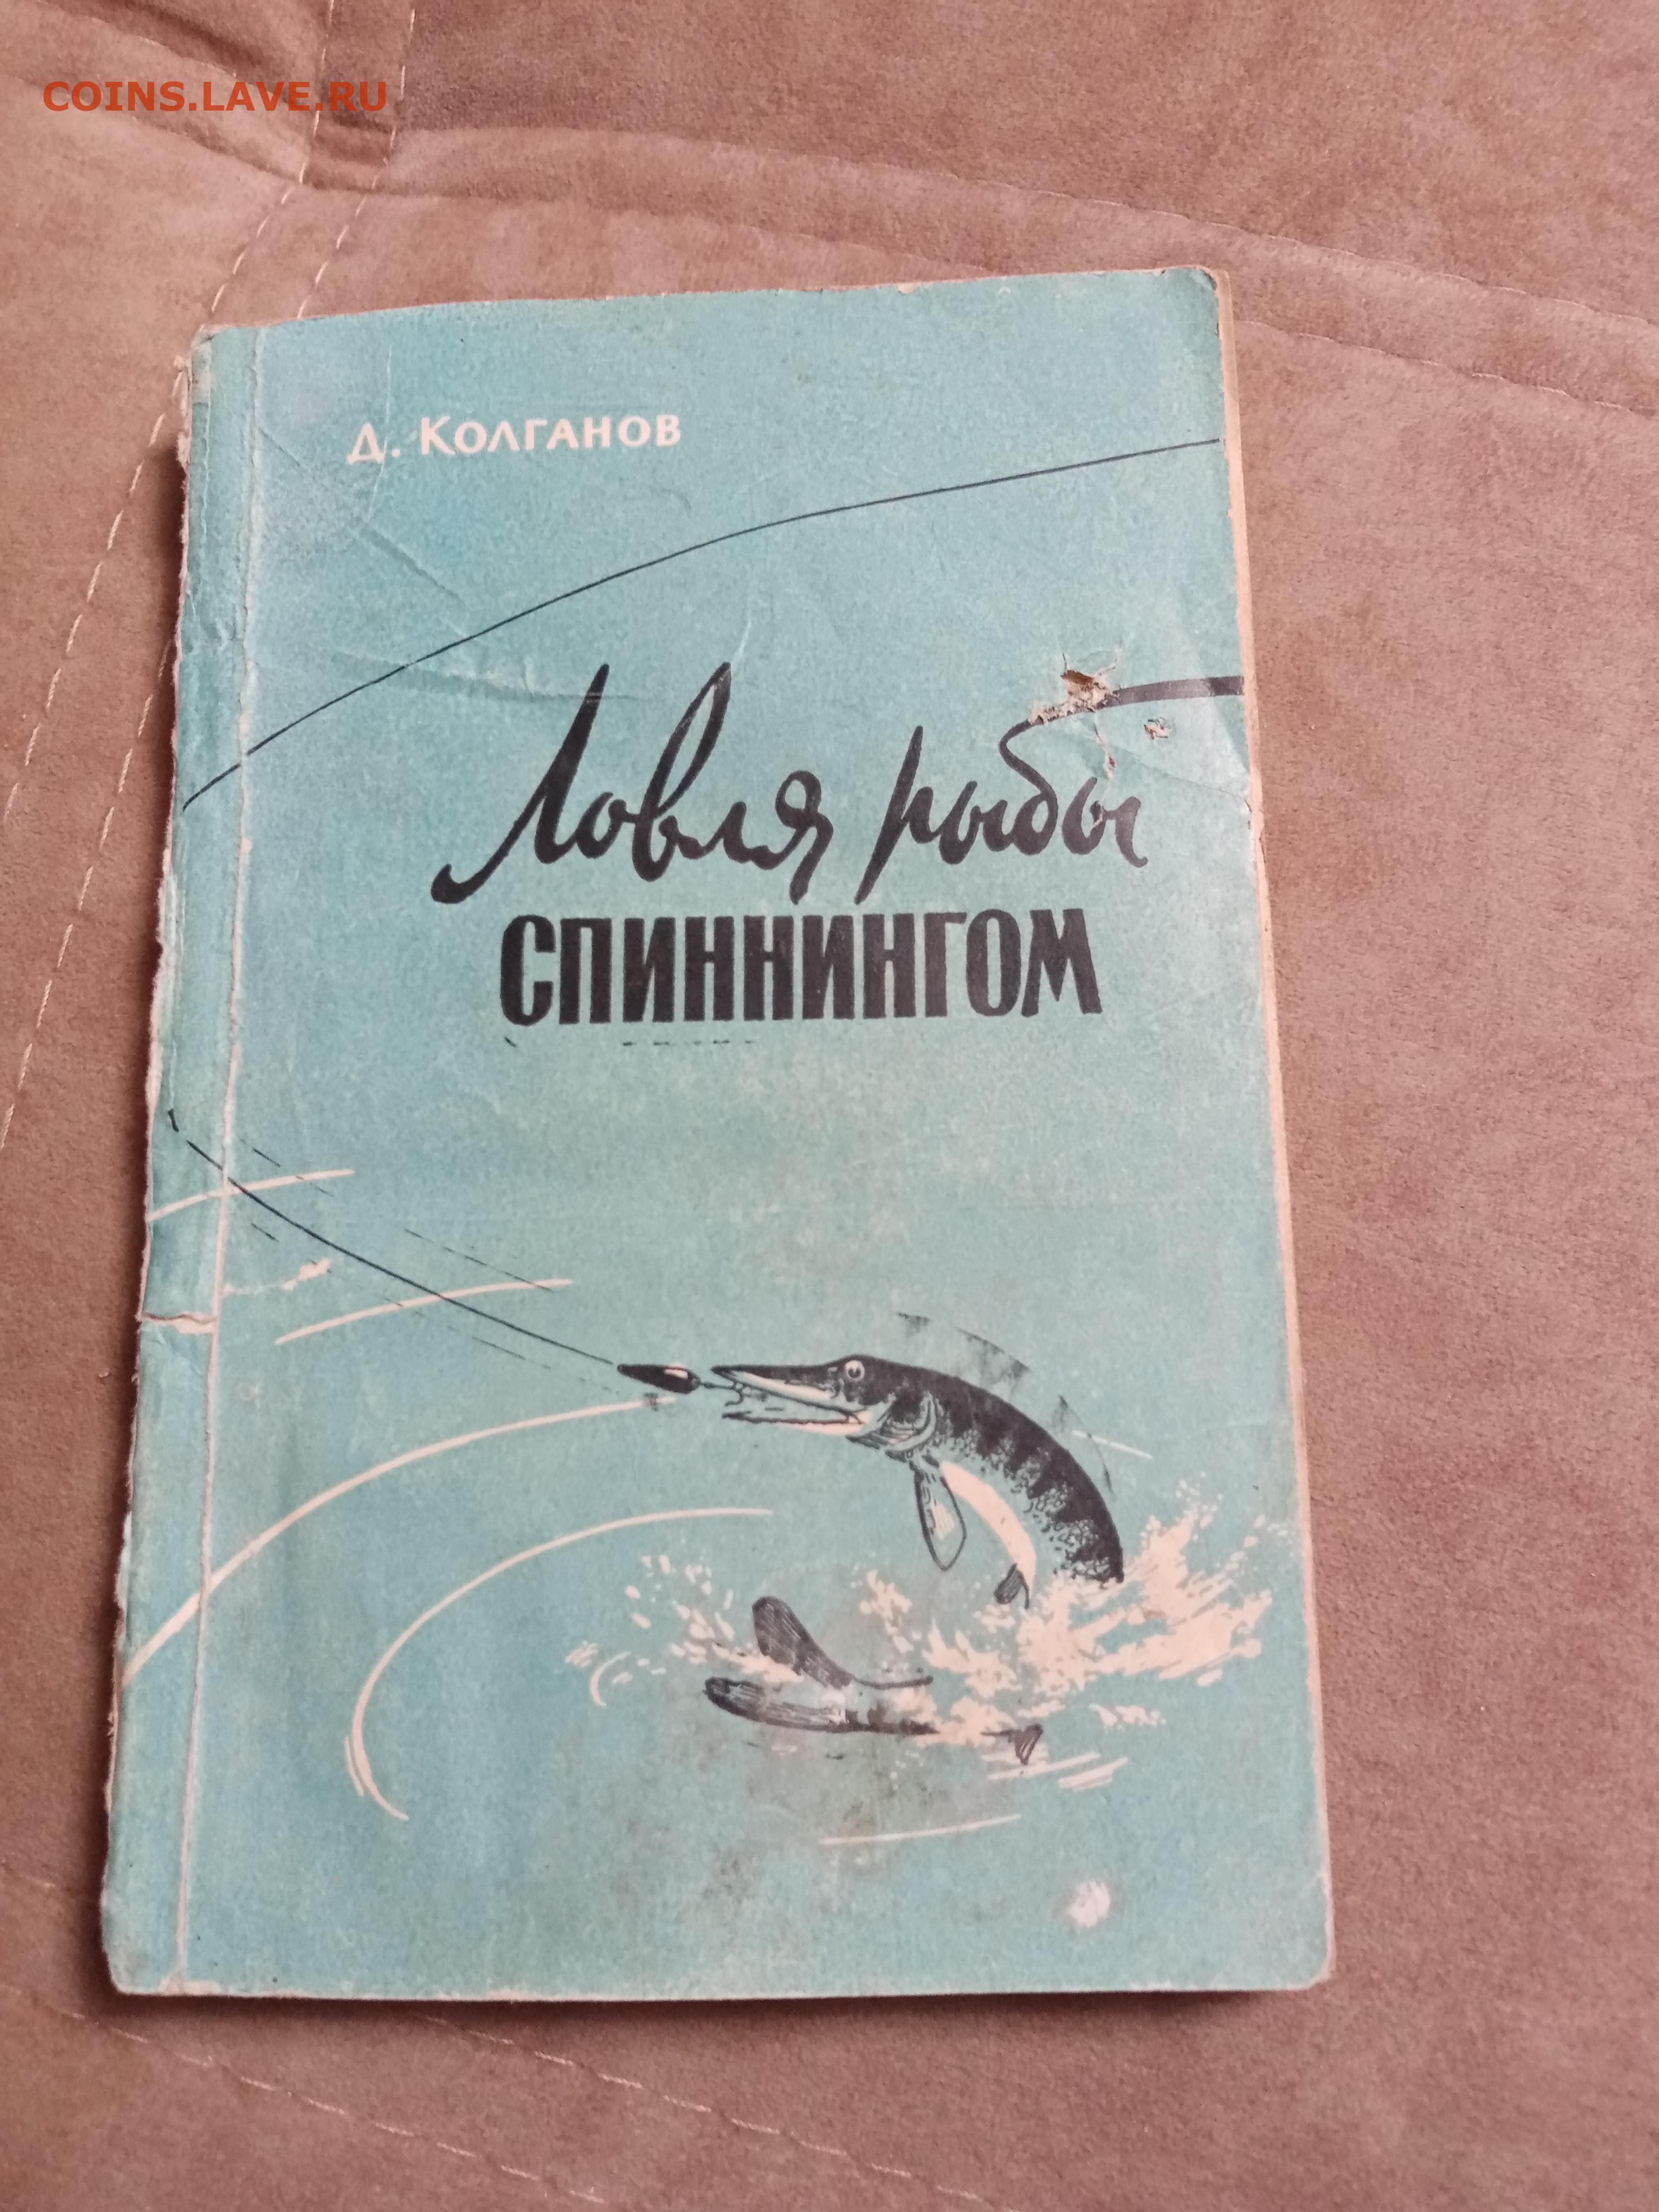 COINS.LAVE.RU
Д. Колганов
Ловля рыбы
СПИННИНГОМ